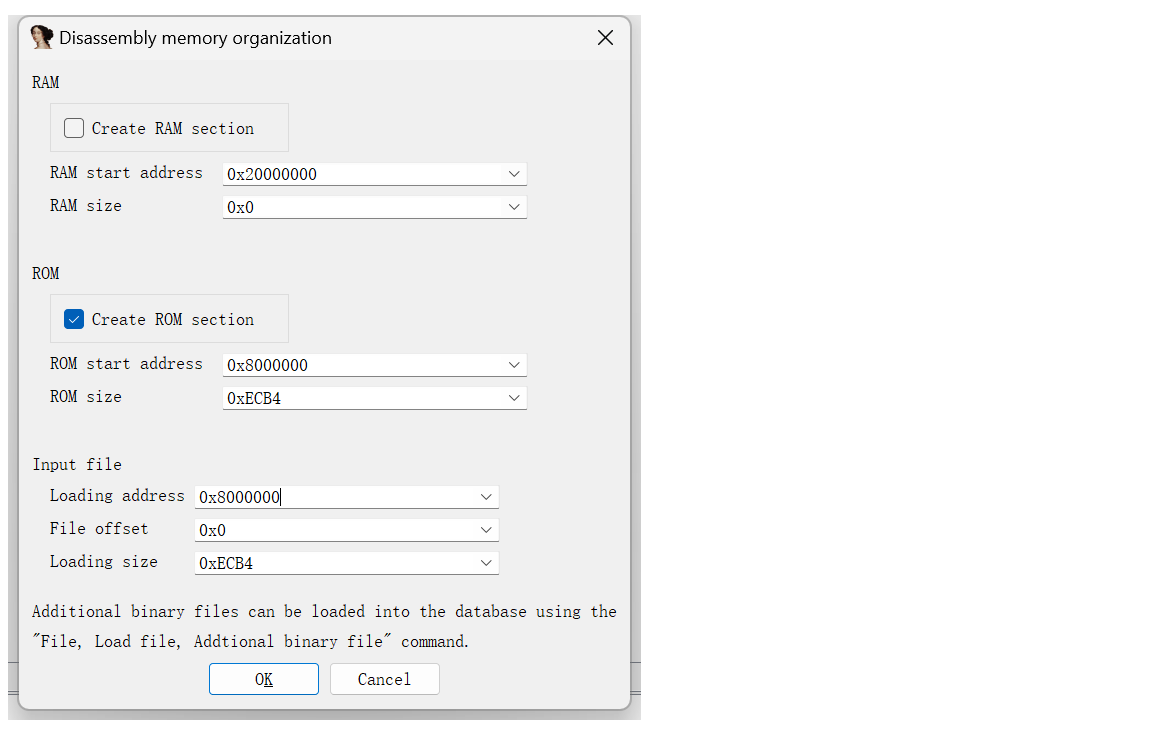 Disassembly memory organization
RAM
Create RAM section
RAM start address 0x20000000
RAM size 0x0
ROM
Create ROM section
ROM start address 0x8000000
ROM size 0xECB4
Input file
Loading address 0x8000000
File offset 0x0
Loading size 0xECB4
Additional binary files can be loaded into the database using the
"File, Load file, Addtional binary file" command.
OK Cancel